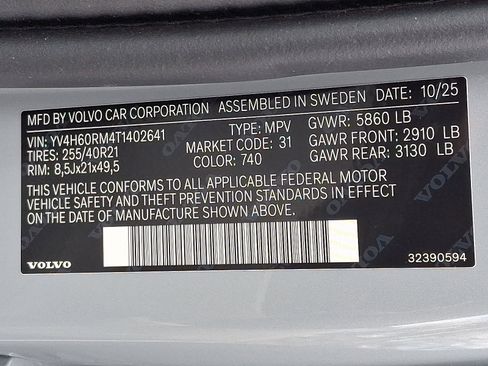 MFD BY VOLVO CAR CORPORATION ASSEMBLED IN SWEDEN DATE: 10/25
VIN: YV4H60RM4T1402641 TYPE: MPV GVWR: 5860 LB
TIRES: 255/40R21 MARKET CODE: 31 GAWR FRONT: 2910 LB
RIM: 8,5Jx21x49,5 COLOR: 740 GAWR REAR: 3130 LB
THIS VEHICLE CONFORMS TO ALL APPLICABLE FEDERAL MOTOR
VEHICLE SAFETY AND THEFT PREVENTION STANDARDS IN EFFECT
ON THE DATE OF MANUFACTURE SHOWN ABOVE.
VOLVO 32390594